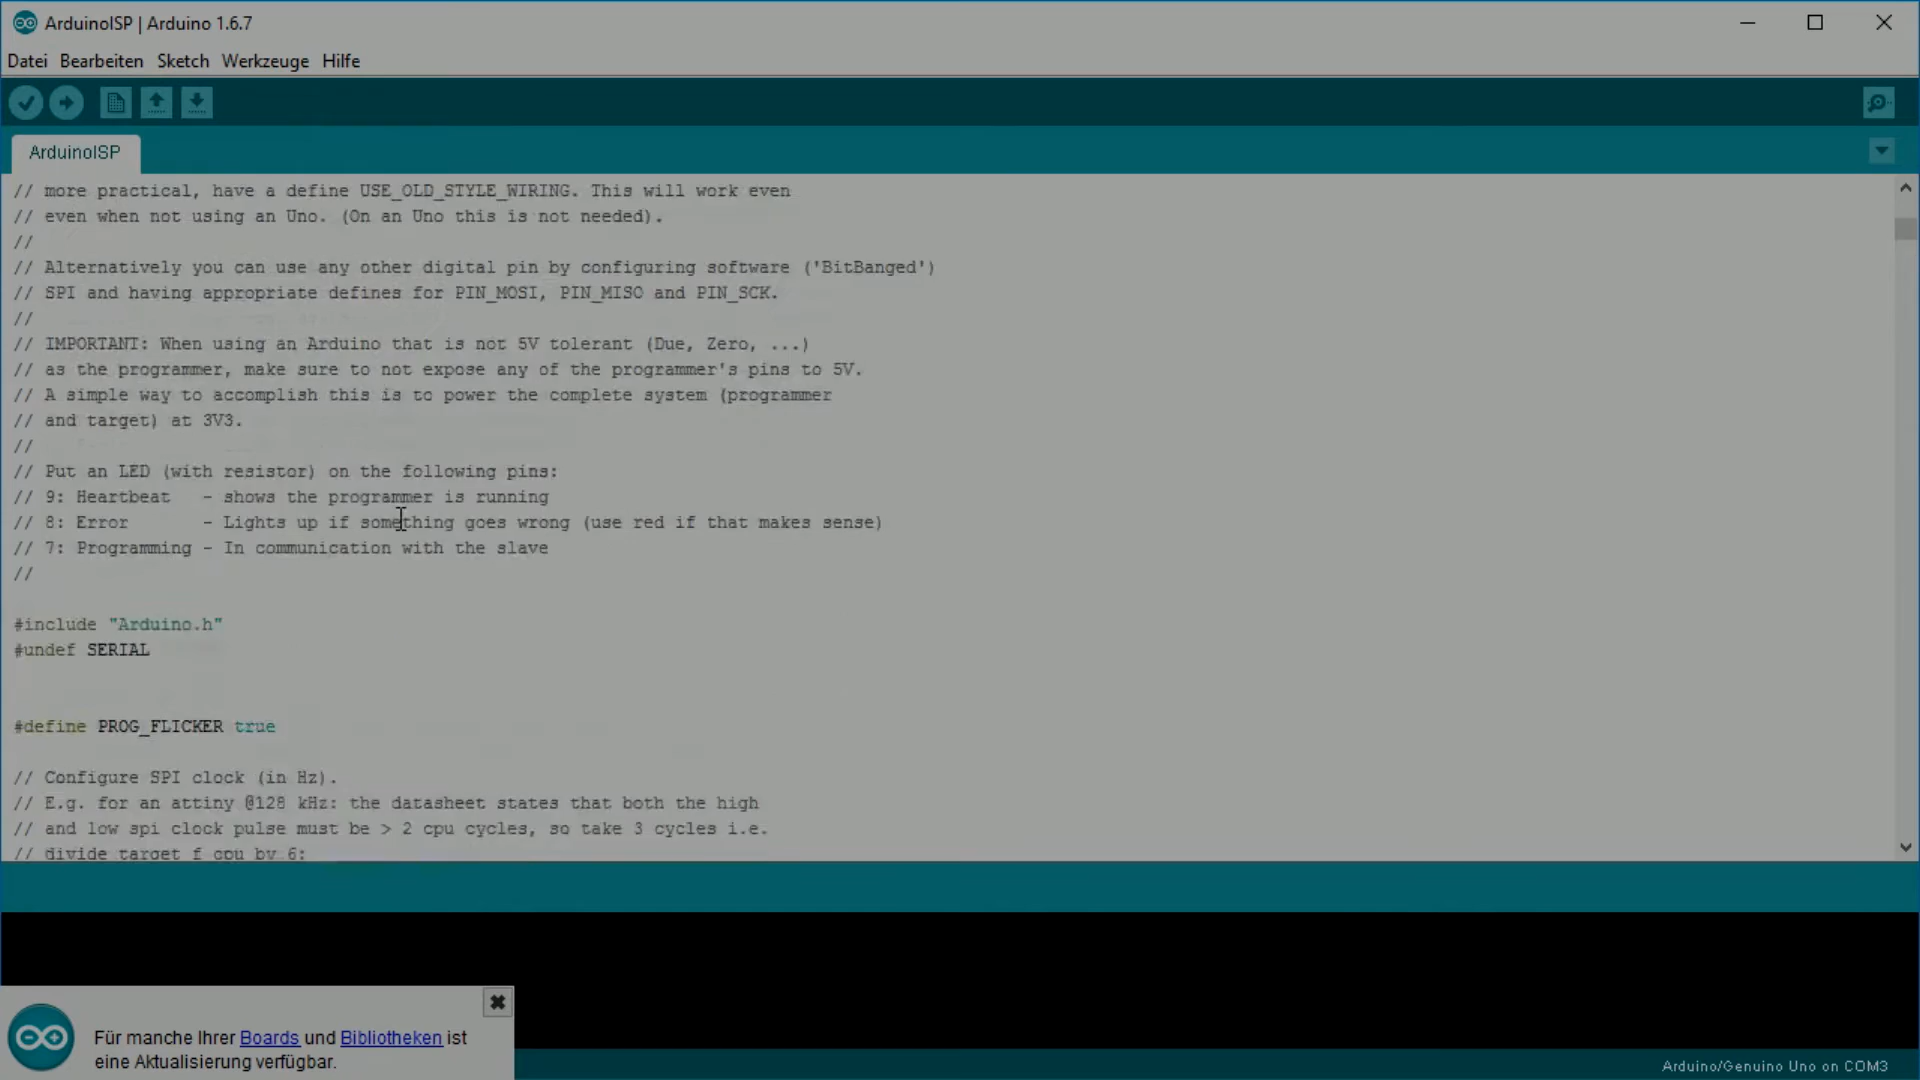 ArduinoISP | Arduino 1.6.7
Datei Bearbeiten Sketch Werkzeuge Hilfe
ArduinoISP
// more practical, have a define USE_OLD_STYLE_WIRING. This will work even
// even when not using an Uno. (On an Uno this is not needed).
//
// Alternatively you can use any other digital pin by configuring software ('BitBanged')
// SPI and having appropriate defines for PIN_MOSI, PIN_MISO and PIN_SCK.
//
// IMPORTANT: When using an Arduino that is not 5V tolerant (Due, Zero, ...)
// as the programmer, make sure to not expose any of the programmer's pins to 5V.
// A simple way to accomplish this is to power the complete system (programmer
// and target) at 3V3.
//
// Put an LED (with resistor) on the following pins:
// 9: Heartbeat   - shows the programmer is running
// 8: Error       - Lights up if something goes wrong (use red if that makes sense)
// 7: Programming - In communication with the slave
//
#include "Arduino.h"
#undef SERIAL
#define PROG_FLICKER true
// Configure SPI clock (in Hz).
// E.g. for an attiny @128 kHz: the datasheet states that both the high
// and low spi clock pulse must be > 2 cpu cycles, so take 3 cycles i.e.
// divide target f_cpu by 6:
Für manche Ihrer Boards und Bibliotheken ist
eine Aktualisierung verfügbar.
Arduino/Genuino Uno on COM3